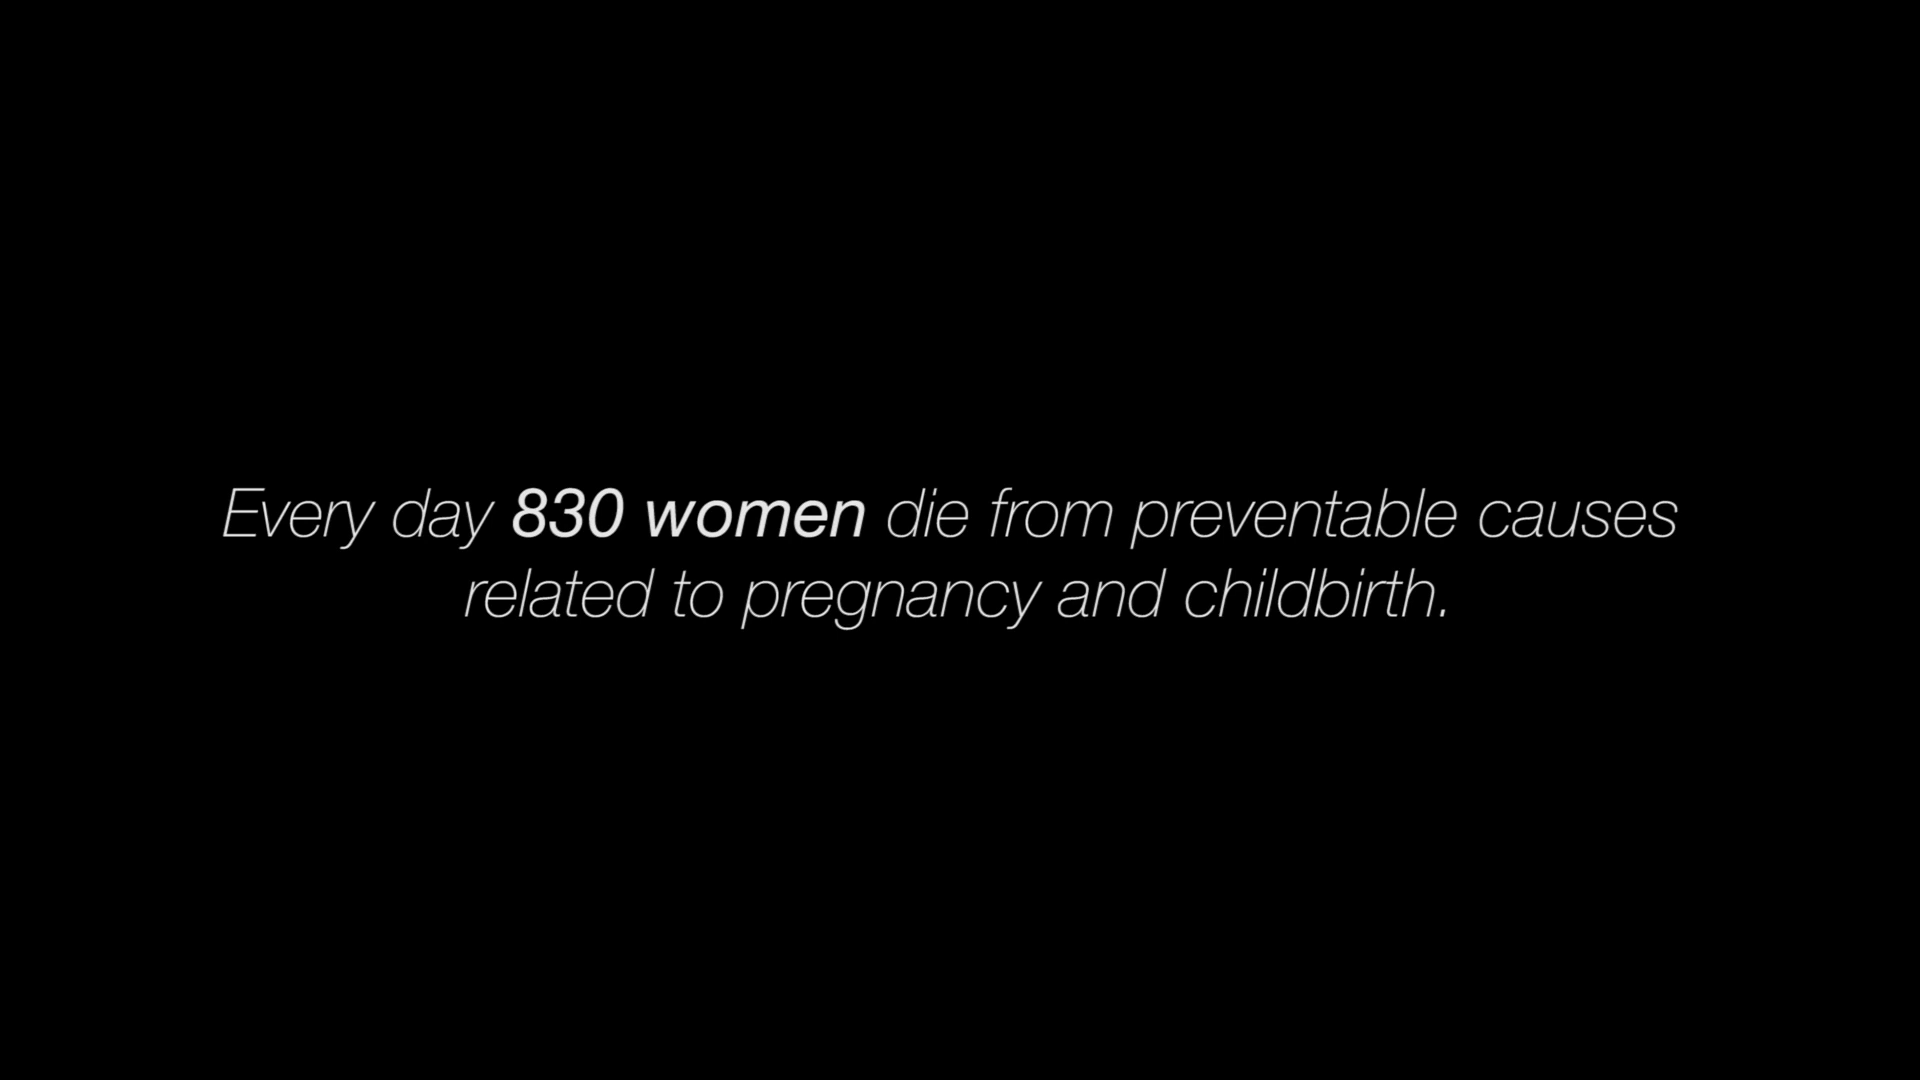 Every day 830 women die from preventable causes
related to pregnancy and childbirth.